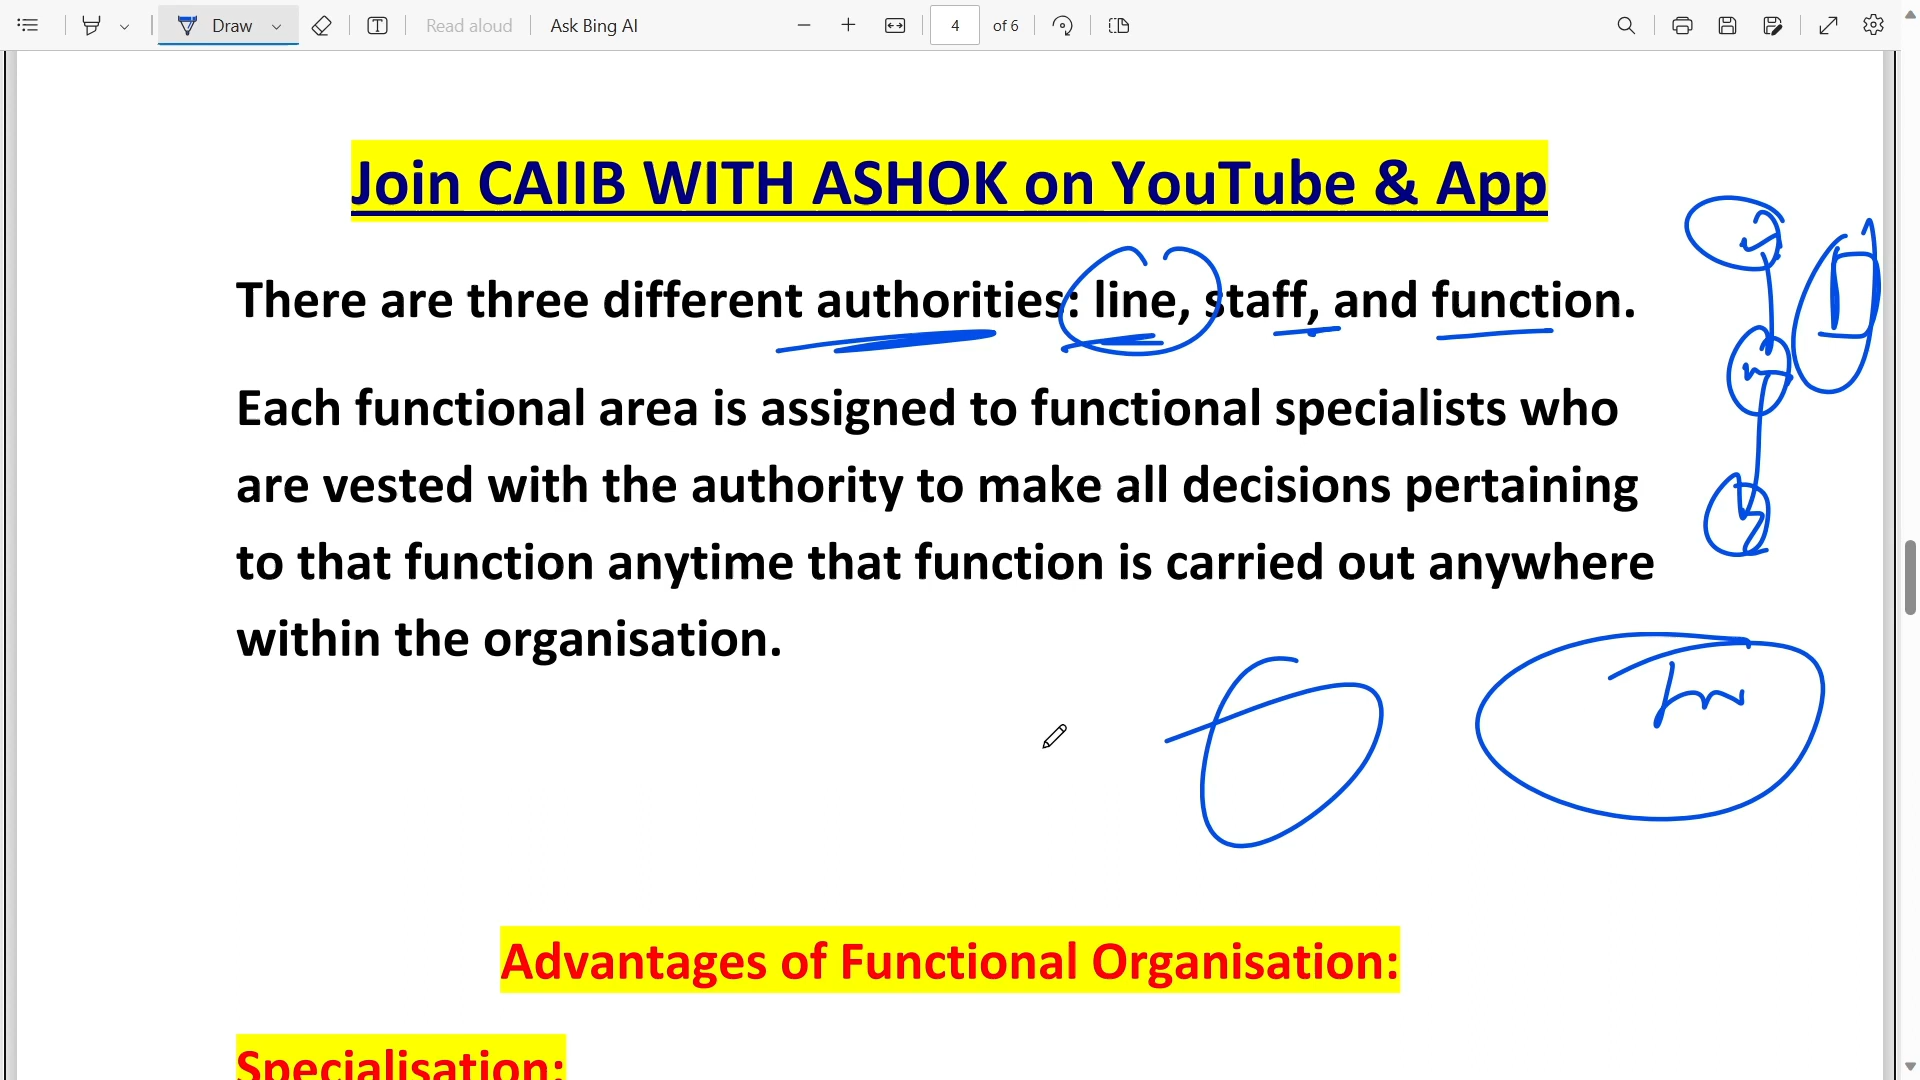 Draw
Read aloud
Ask Bing AI
4
of 6
Join CAIIB WITH ASHOK on YouTube & App
There are three different authorities: line, staff, and function.
Each functional area is assigned to functional specialists who
are vested with the authority to make all decisions pertaining
to that function anytime that function is carried out anywhere
within the organisation.
Advantages of Functional Organisation:
Specialisation: